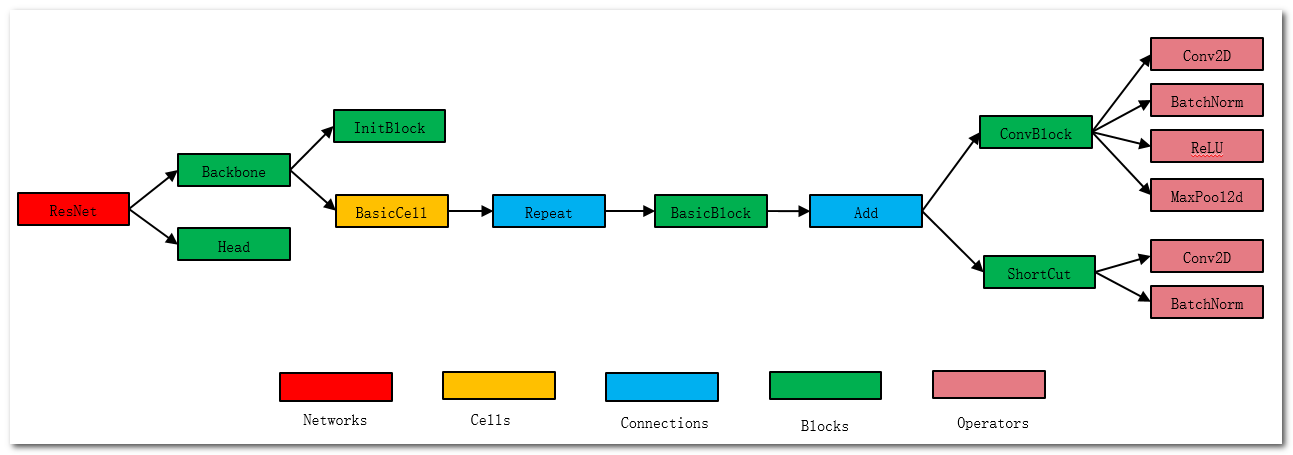 ResNet
Backbone
Head
InitBlock
BasicCell
Repeat
BasicBlock
Add
ConvBlock
ShortCut
Conv2D
BatchNorm
ReLU
MaxPool2d
Conv2D
BatchNorm
Networks
Cells
Connections
Blocks
Operators